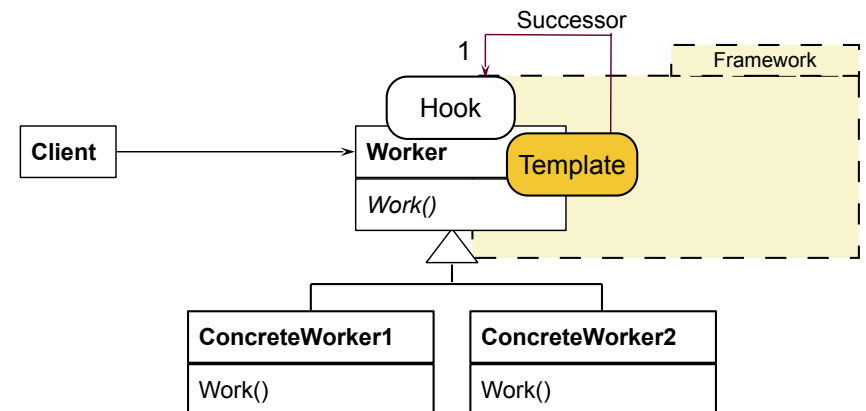 Successor
1
Framework
Hook
Client
Worker
Template
Work()
ConcreteWorker1
ConcreteWorker2
Work()
Work()